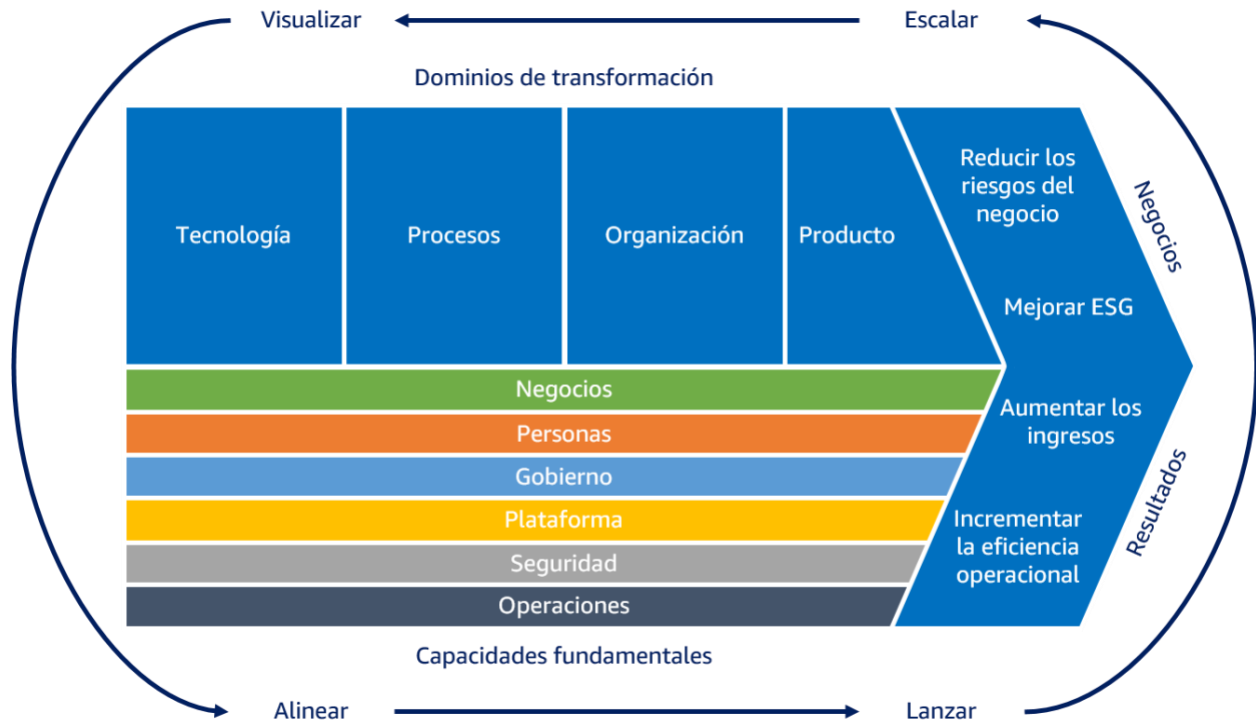 Visualizar
Escalar
Dominios de transformación
Tecnología
Procesos
Organización
Producto
Reducir los
riesgos del
negocio
Mejorar ESG
Aumentar los
ingresos
Incrementar
la eficiencia
operacional
Negocios
Resultados
Negocios
Personas
Gobierno
Plataforma
Seguridad
Operaciones
Capacidades fundamentales
Alinear
Lanzar